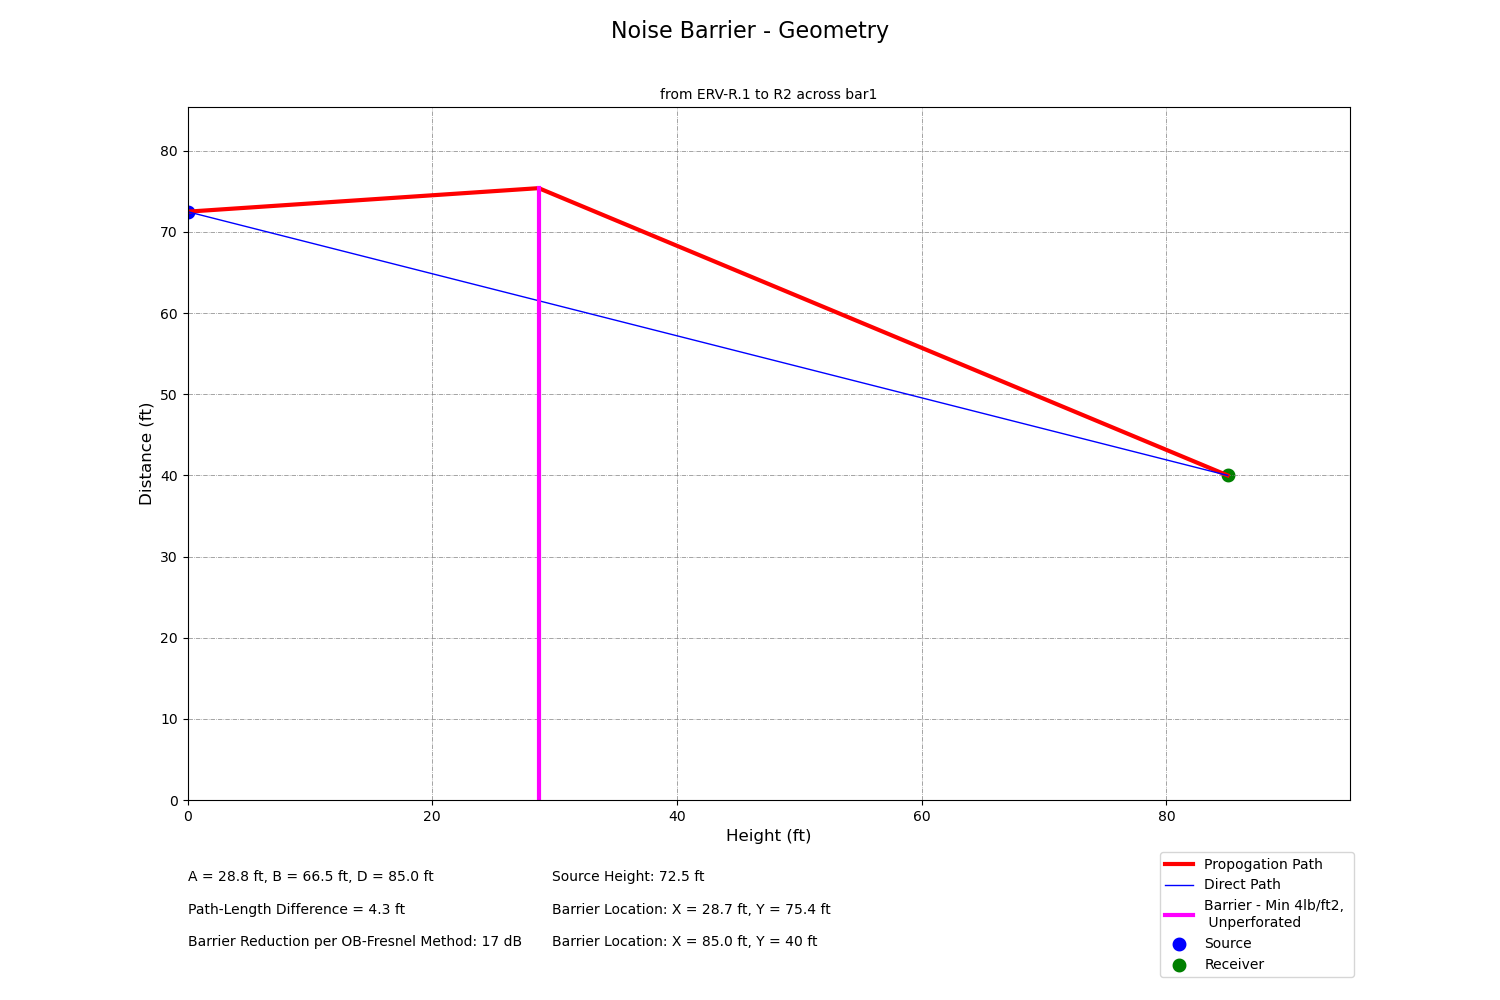 Noise Barrier - Geometry
from ERV-R.1 to R2 across bar1
80
70
60
50
40
30
20
10
0
Distance (ft)
0 20 40 60 80
Height (ft)
A = 28.8 ft, B = 66.5 ft, D = 85.0 ft
Path-Length Difference = 4.3 ft
Barrier Reduction per OB-Fresnel Method: 17 dB
Source Height: 72.5 ft
Barrier Location: X = 28.7 ft, Y = 75.4 ft
Barrier Location: X = 85.0 ft, Y = 40 ft
Propogation Path
Direct Path
Barrier - Min 4lb/ft2,
Unperforated
Source
Receiver